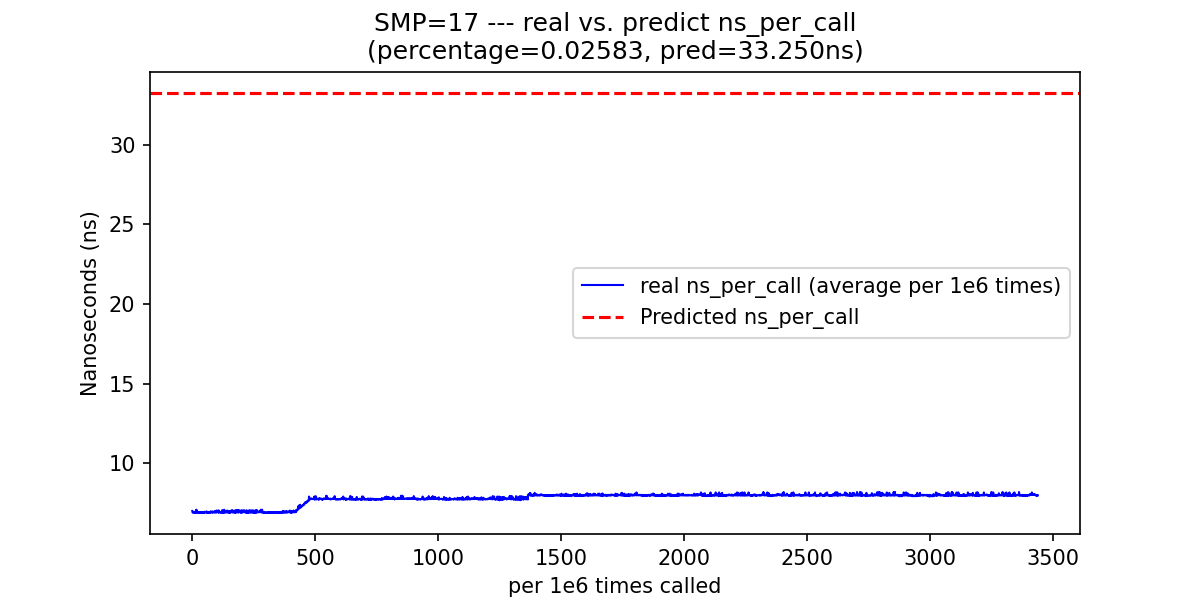 SMP=17 --- real vs. predict ns_per_call
(percentage=0.02583, pred=33.250ns)
Nanoseconds (ns)
30
25
20
15
10
real ns_per_call (average per 1e6 times)
Predicted ns_per_call
0
500
1000
1500
2000
2500
3000
3500
per 1e6 times called